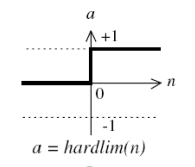 a
+1
n
0
-1
a = hardlim(n)